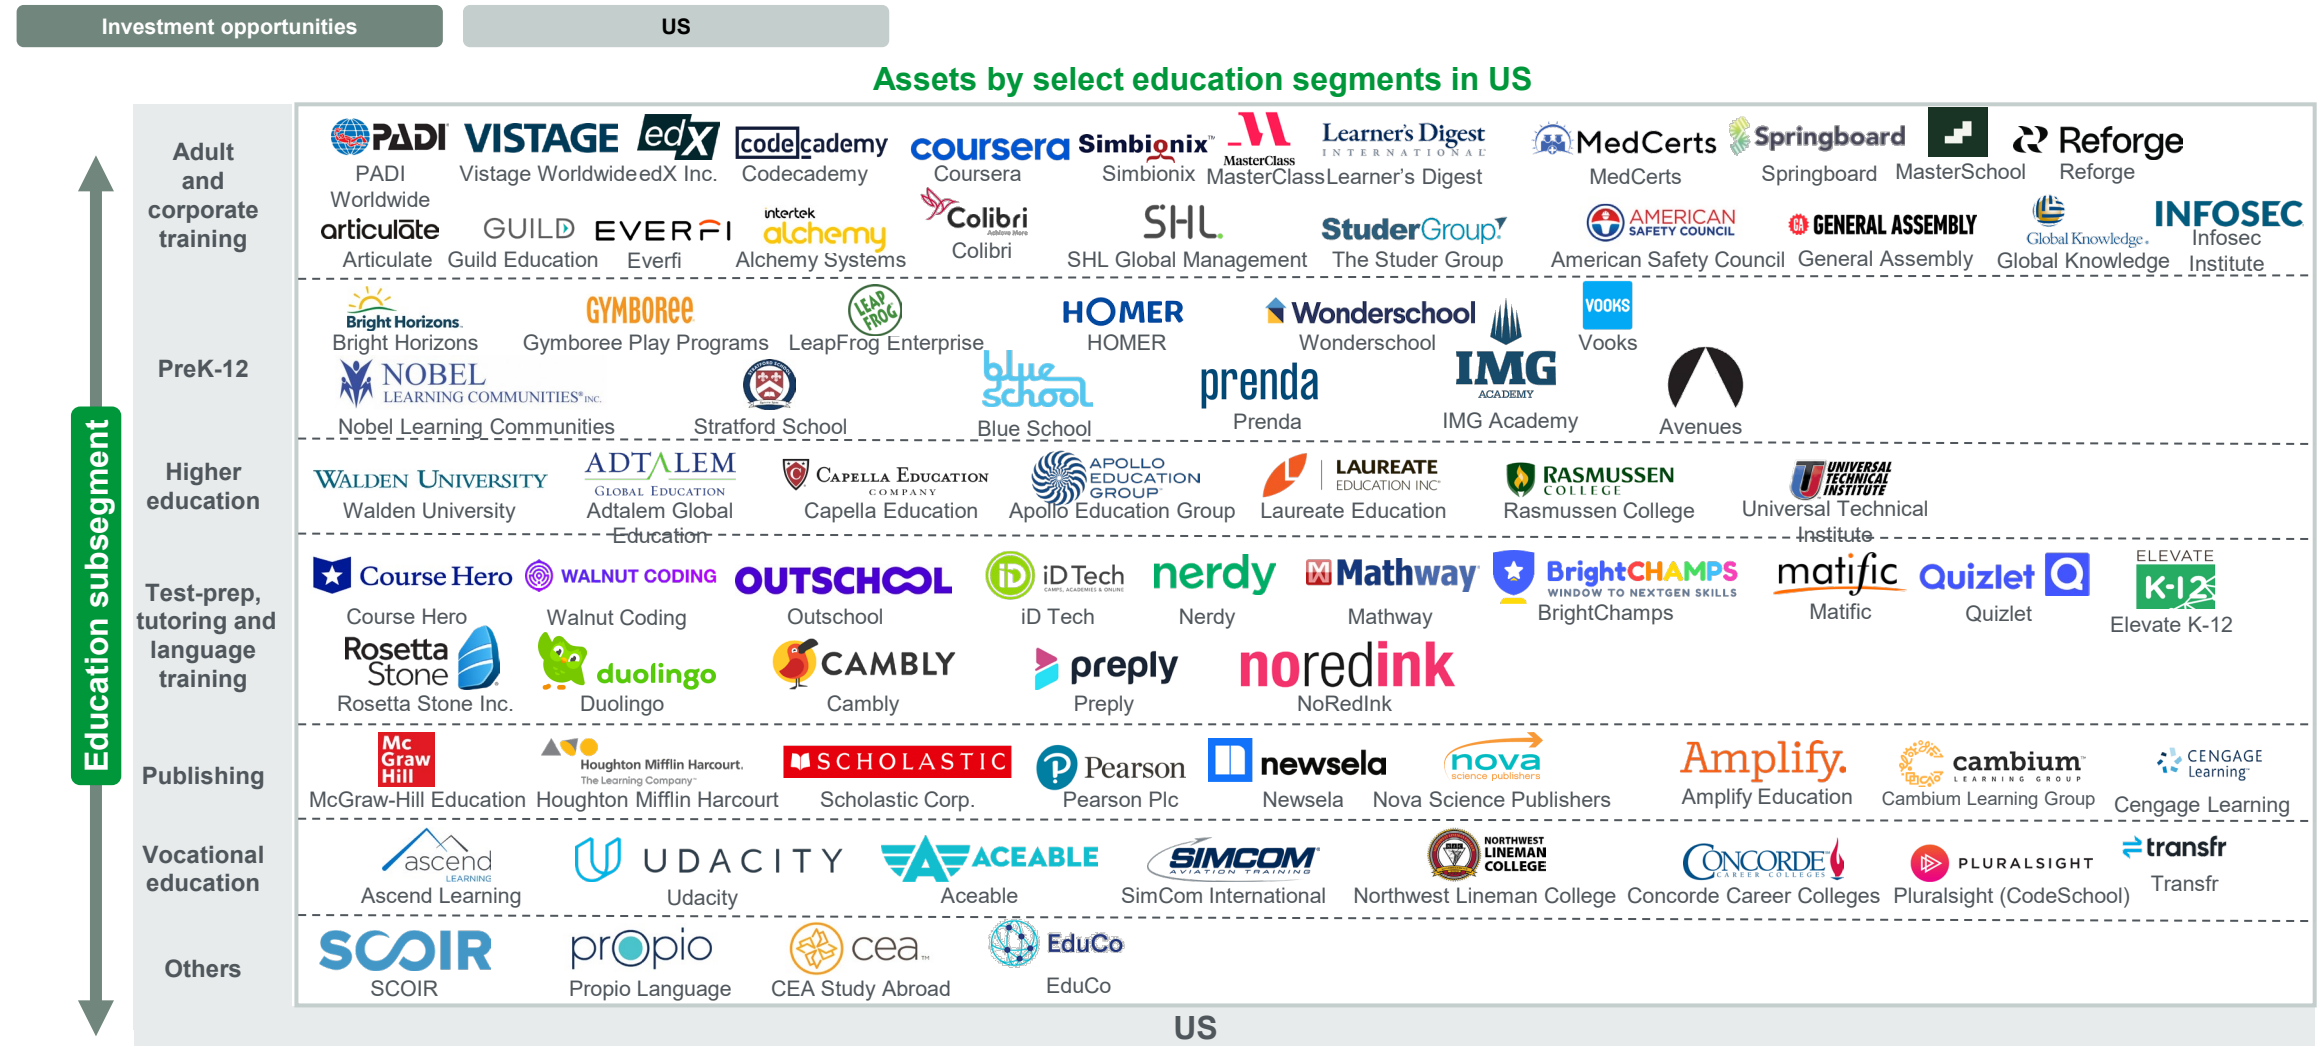 Investment opportunities
US
Assets by select education segments in US
Education subsegment
Adult
and
corporate
training
PADI VISTAGE edX code|cademy coursera Simbionix™ MasterClass Learner's Digest INTERNATIONAL MedCerts Springboard Reforge
PADI Worldwide
Vistage Worldwide
edX Inc.
Codecademy
Coursera
Simbionix
MasterClass
Learner's Digest
MedCerts
Springboard
MasterSchool
Reforge
articulate GUILD EVERFI intertek alchemy Colibri Achieve More SHL. StuderGroup. AMERICAN SAFETY COUNCIL GA GENERAL ASSEMBLY Global Knowledge. INFOSEC
Articulate
Guild Education
Everfi
Alchemy Systems
Colibri
SHL Global Management
The Studer Group
American Safety Council
General Assembly
Global Knowledge
Infosec Institute
PreK-12
Bright Horizons. GYMBOREE LEAP FROG HOMER Wonderschool VOOKS
Bright Horizons
Gymboree Play Programs
LeapFrog Enterprise
HOMER
Wonderschool
Vooks
NOBEL LEARNING COMMUNITIES® INC. STRATFORD SCHOOL blue school prenda IMG ACADEMY
Nobel Learning Communities
Stratford School
Blue School
Prenda
IMG Academy
Avenues
Higher
education
WALDEN UNIVERSITY ADTALEM GLOBAL EDUCATION C CAPELLA EDUCATION COMPANY APOLLO EDUCATION GROUP LAUREATE EDUCATION INC RASMUSSEN COLLEGE UNIVERSAL TECHNICAL INSTITUTE
Walden University
Adtalem Global Education
Capella Education
Apollo Education Group
Laureate Education
Rasmussen College
Universal Technical Institute
Test-prep,
tutoring and
language
training
Course Hero WALNUT CODING OUTSCHOOL iD iD Tech CAMPS, ACADEMIES & ONLINE nerdy M Mathway BrightCHAMPS WINDOW TO NEXTGEN SKILLS matific Quizlet Q ELEVATE K-12
Course Hero
Walnut Coding
Outschool
iD Tech
Nerdy
Mathway
BrightChamps
Matific
Quizlet
Elevate K-12
Rosetta Stone duolingo CAMBLY preply noredink
Rosetta Stone Inc.
Duolingo
Cambly
Preply
NoRedInk
Publishing
Mc Graw Hill Houghton Mifflin Harcourt. The Learning Company™ SCHOLASTIC P Pearson newsela nova science publishers Amplify. cambium LEARNING GROUP CENGAGE Learning™
McGraw-Hill Education
Houghton Mifflin Harcourt
Scholastic Corp.
Pearson Plc
Newsela
Nova Science Publishers
Amplify Education
Cambium Learning Group
Cengage Learning
Vocational
education
ascend LEARNING UDACITY ACEABLE SIMCOM AVIATION TRAINING NORTHWEST LINEMAN COLLEGE CONCORDE CAREER COLLEGES PLURALSIGHT transfr
Ascend Learning
Udacity
Aceable
SimCom International
Northwest Lineman College
Concorde Career Colleges
Pluralsight (CodeSchool)
Transfr
Others
SCOIR propio cea™ EduCo
SCOIR
Propio Language
CEA Study Abroad
EduCo
US